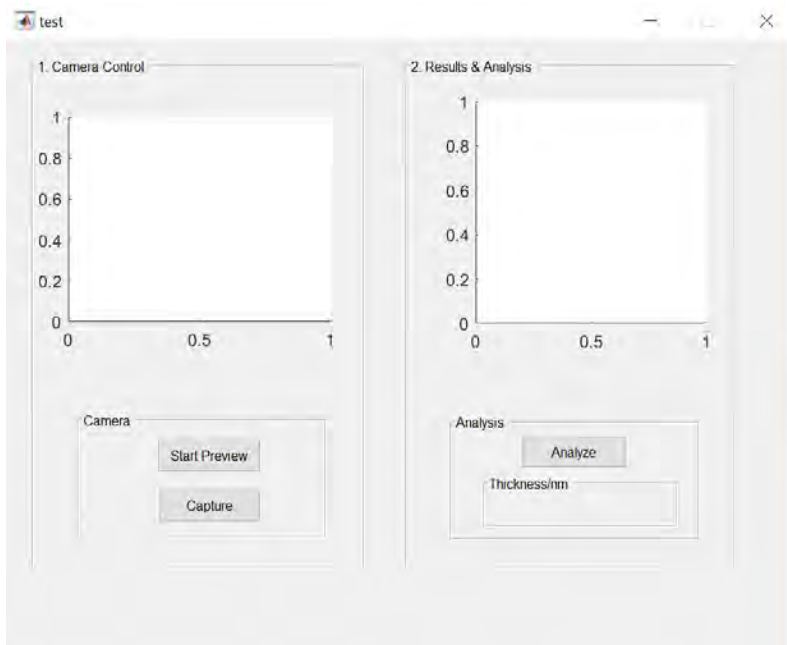 test
1. Camera Control
1
0.8
0.6
0.4
0.2
0
0 0.5 1
Camera
Start Preview
Capture
2. Results & Analysis
1
0.8
0.6
0.4
0.2
0
0 0.5 1
Analysis
Analyze
Thickness/nm